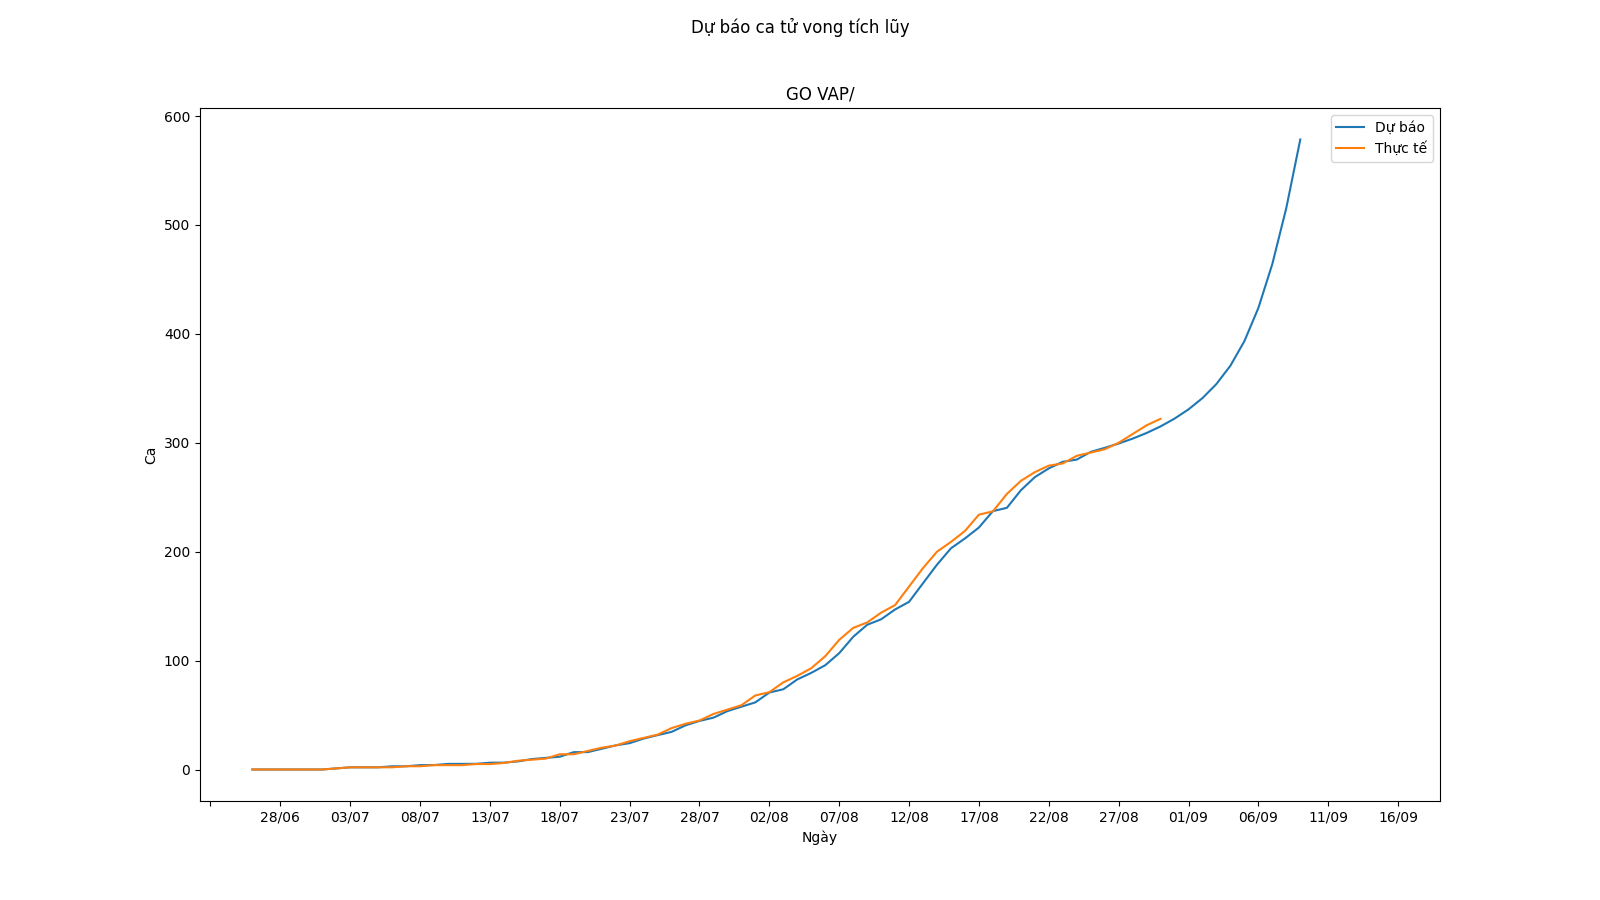 Dự báo ca tử vong tích lũy
GO VAP/
Dự báo
Thực tế
600
500
400
300
200
100
0
Ca
28/06 03/07 08/07 13/07 18/07 23/07 28/07 02/08 07/08 12/08 17/08 22/08 27/08 01/09 06/09 11/09 16/09
Ngày